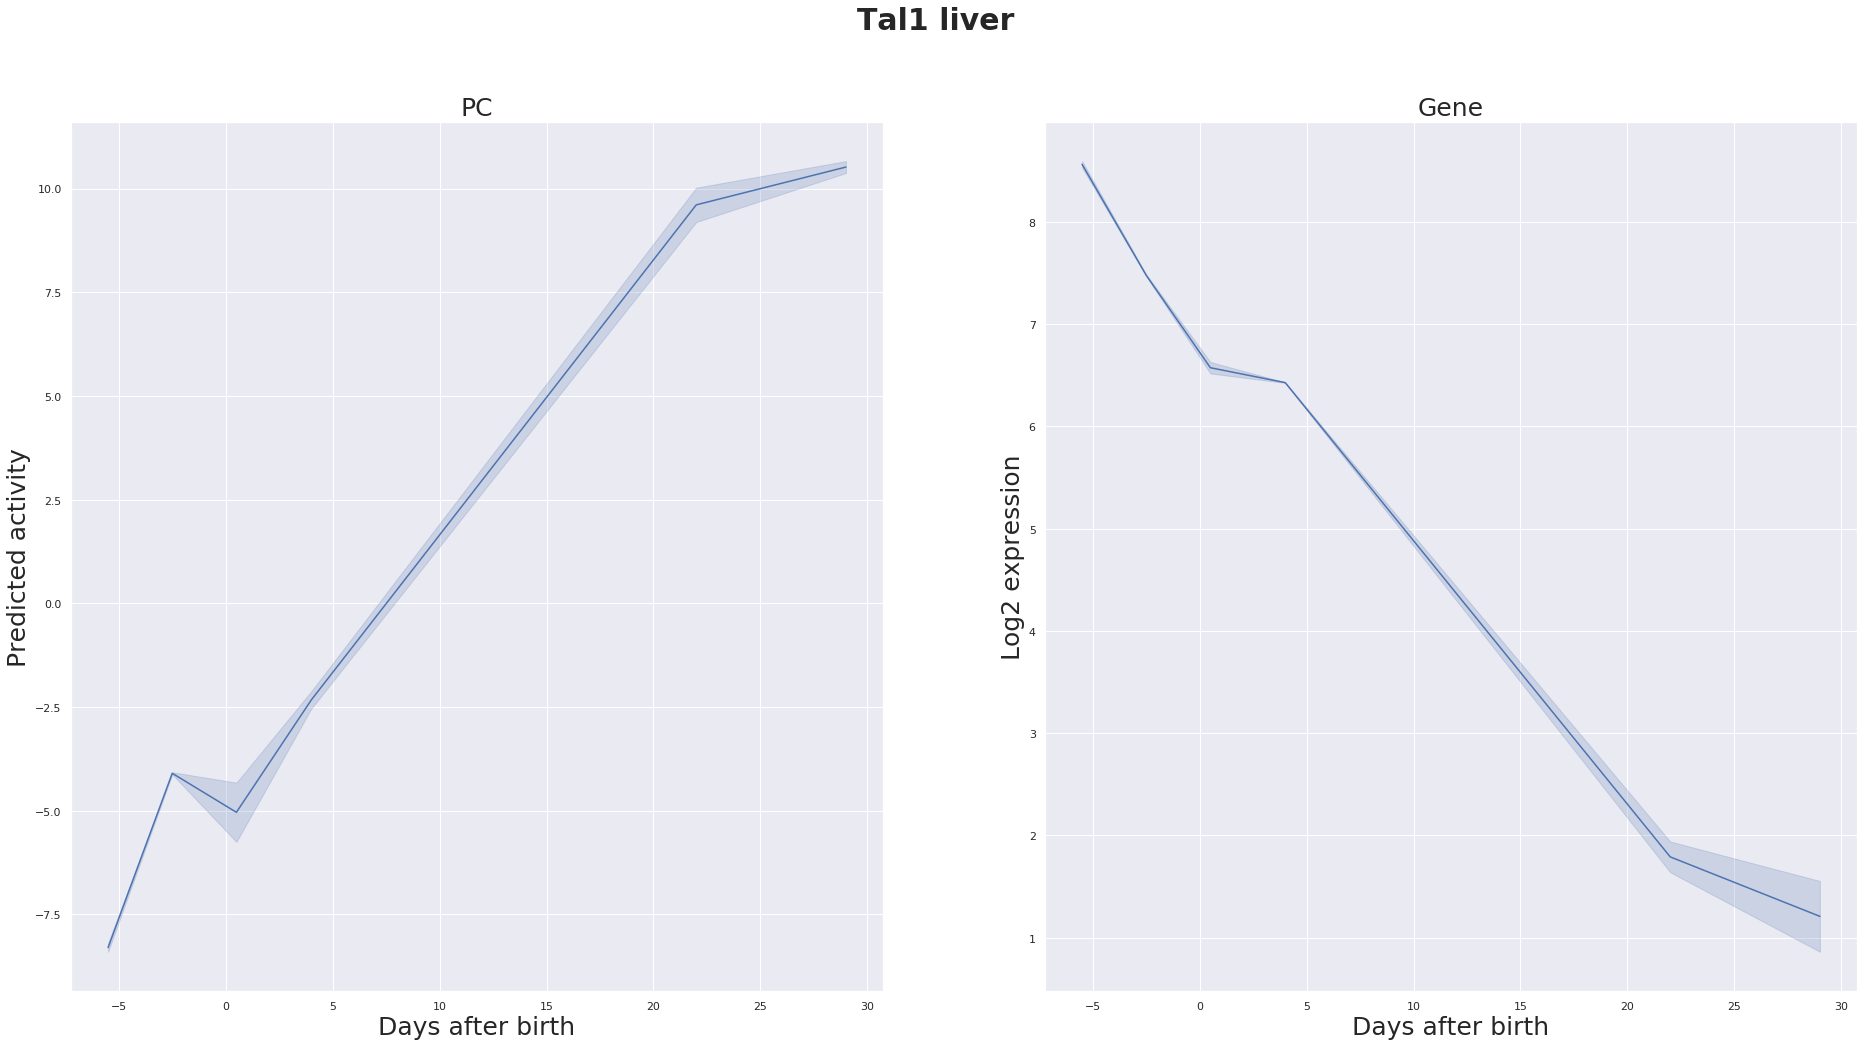 Tal1 liver
PC
Predicted activity
10.0
7.5
5.0
2.5
0.0
−2.5
−5.0
−7.5
−5 0 5 10 15 20 25 30
Days after birth
Gene
Log2 expression
8
7
6
5
4
3
2
1
−5 0 5 10 15 20 25 30
Days after birth